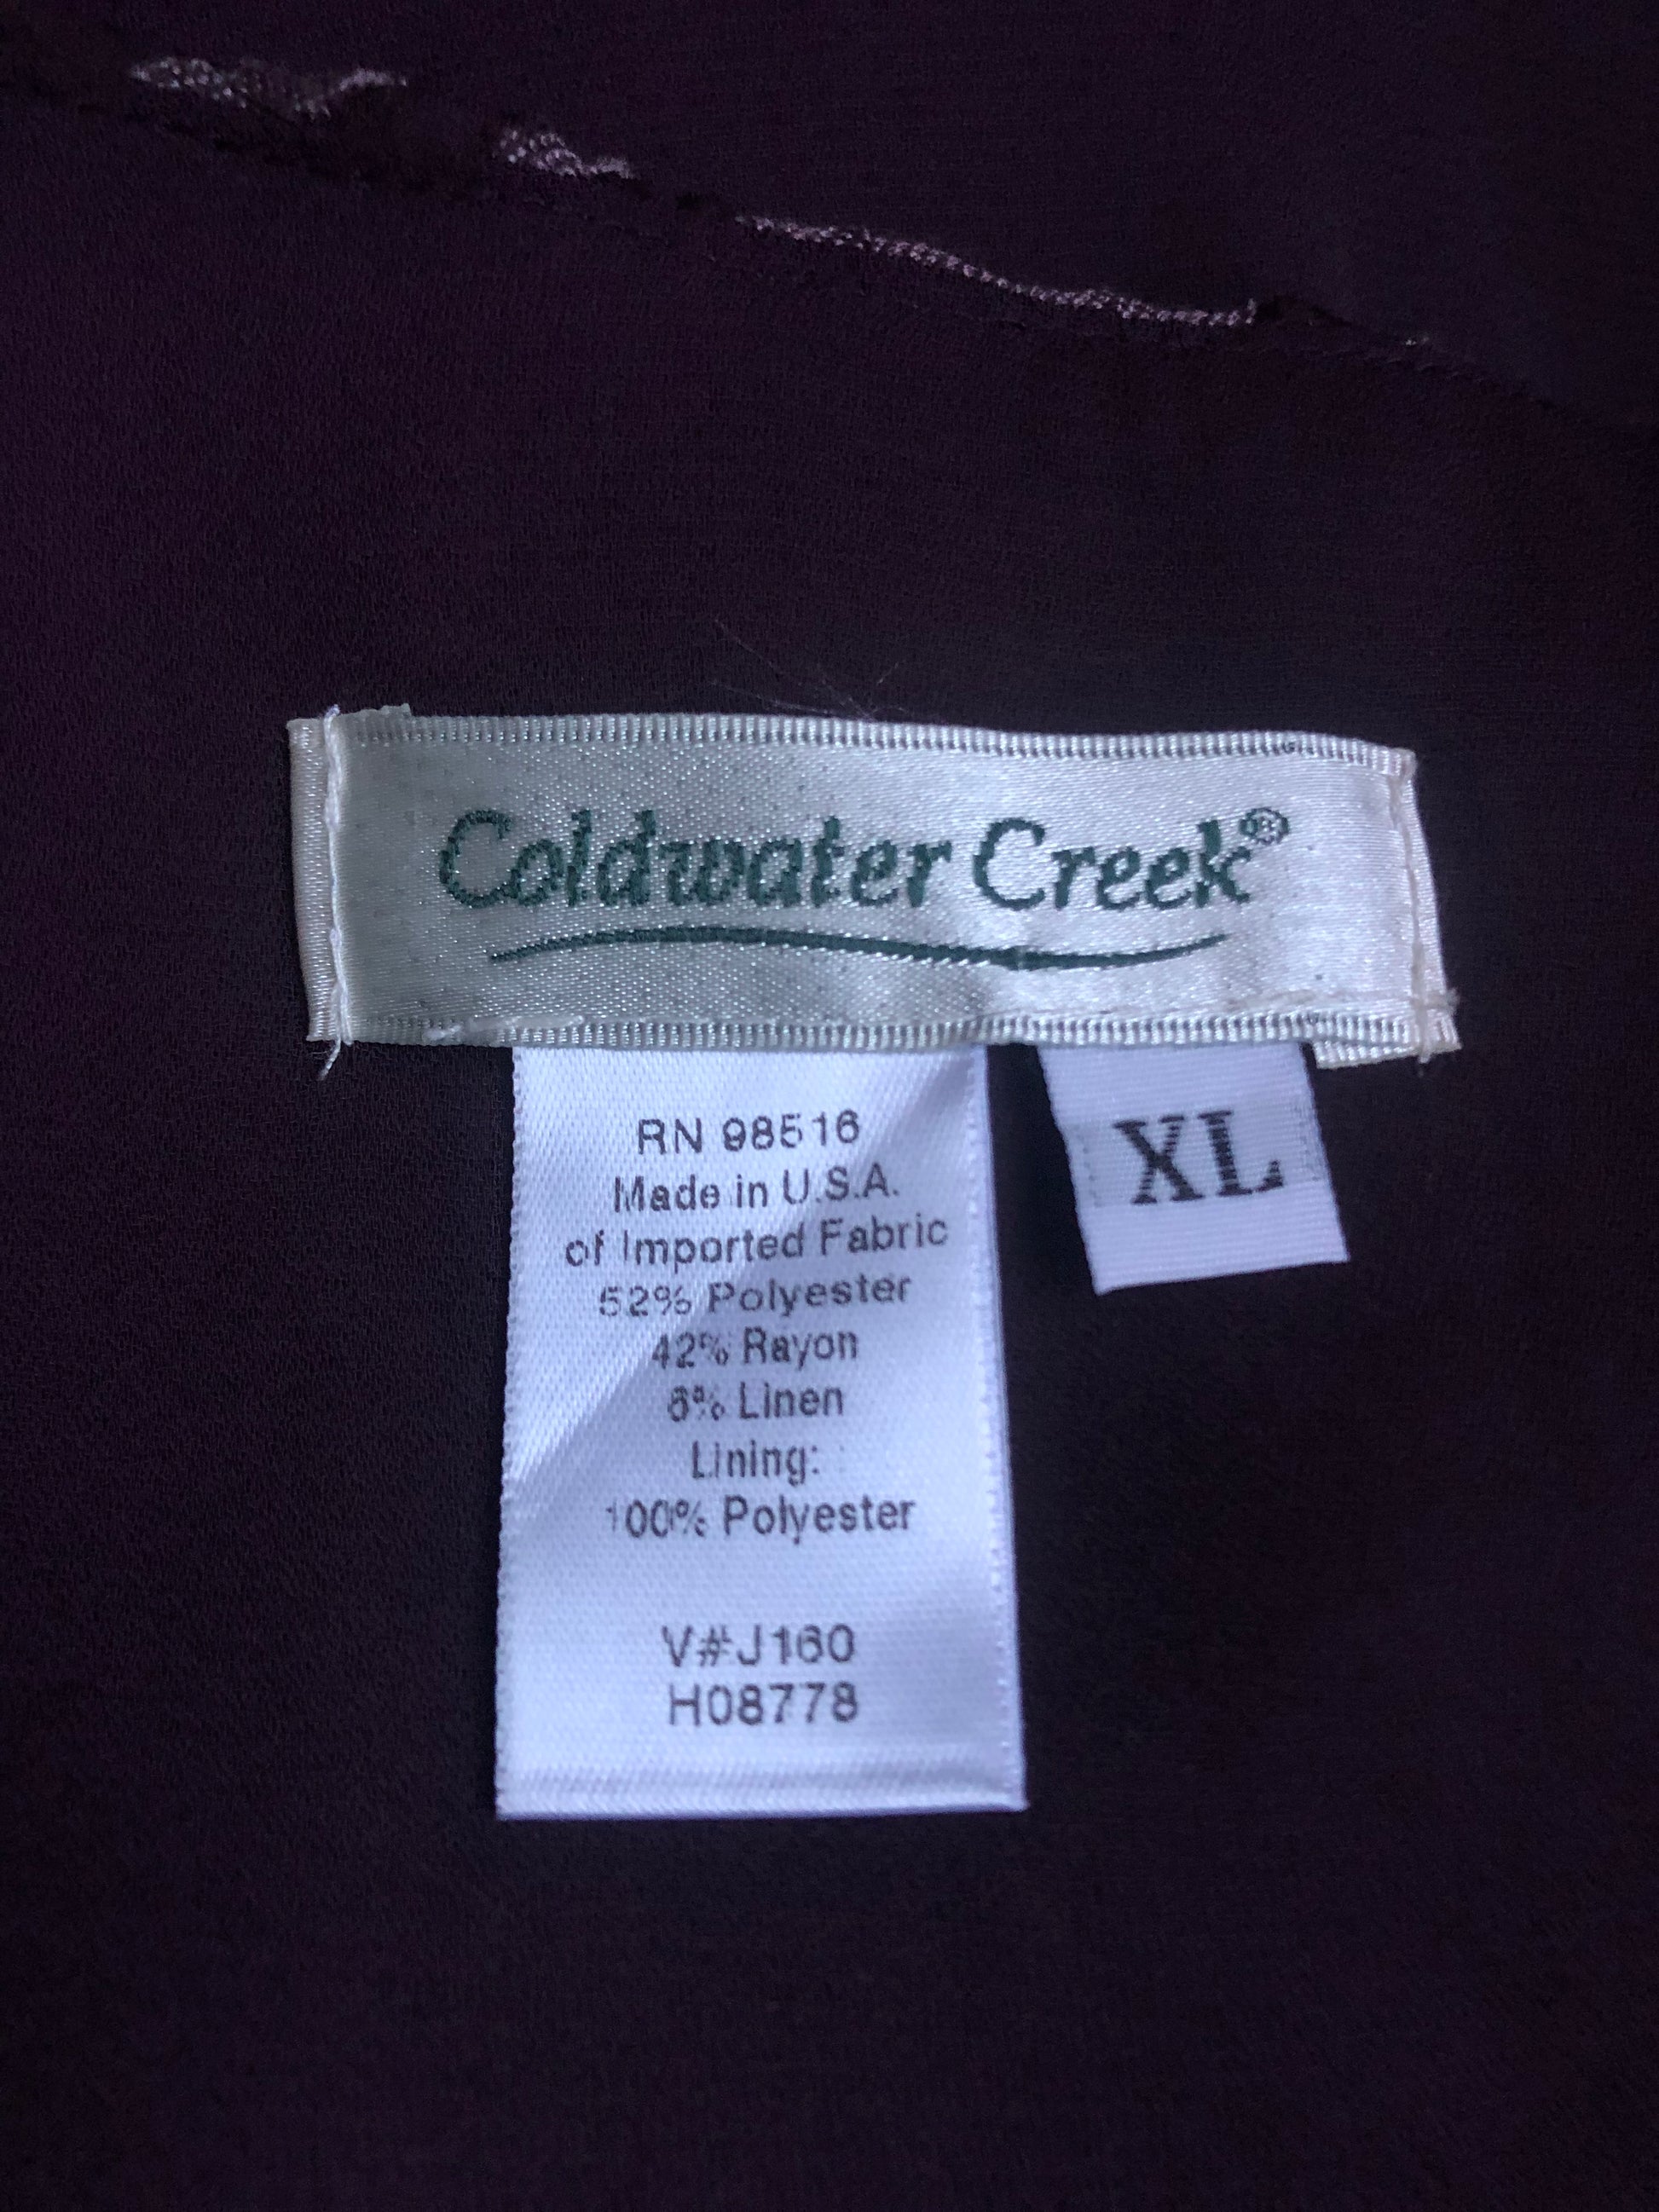 Coldwater Creek®
RN 98516
Made in U.S.A.
of Imported Fabric
52% Polyester
42% Rayon
6% Linen
Lining:
100% Polyester
V#J160
H08778
XL